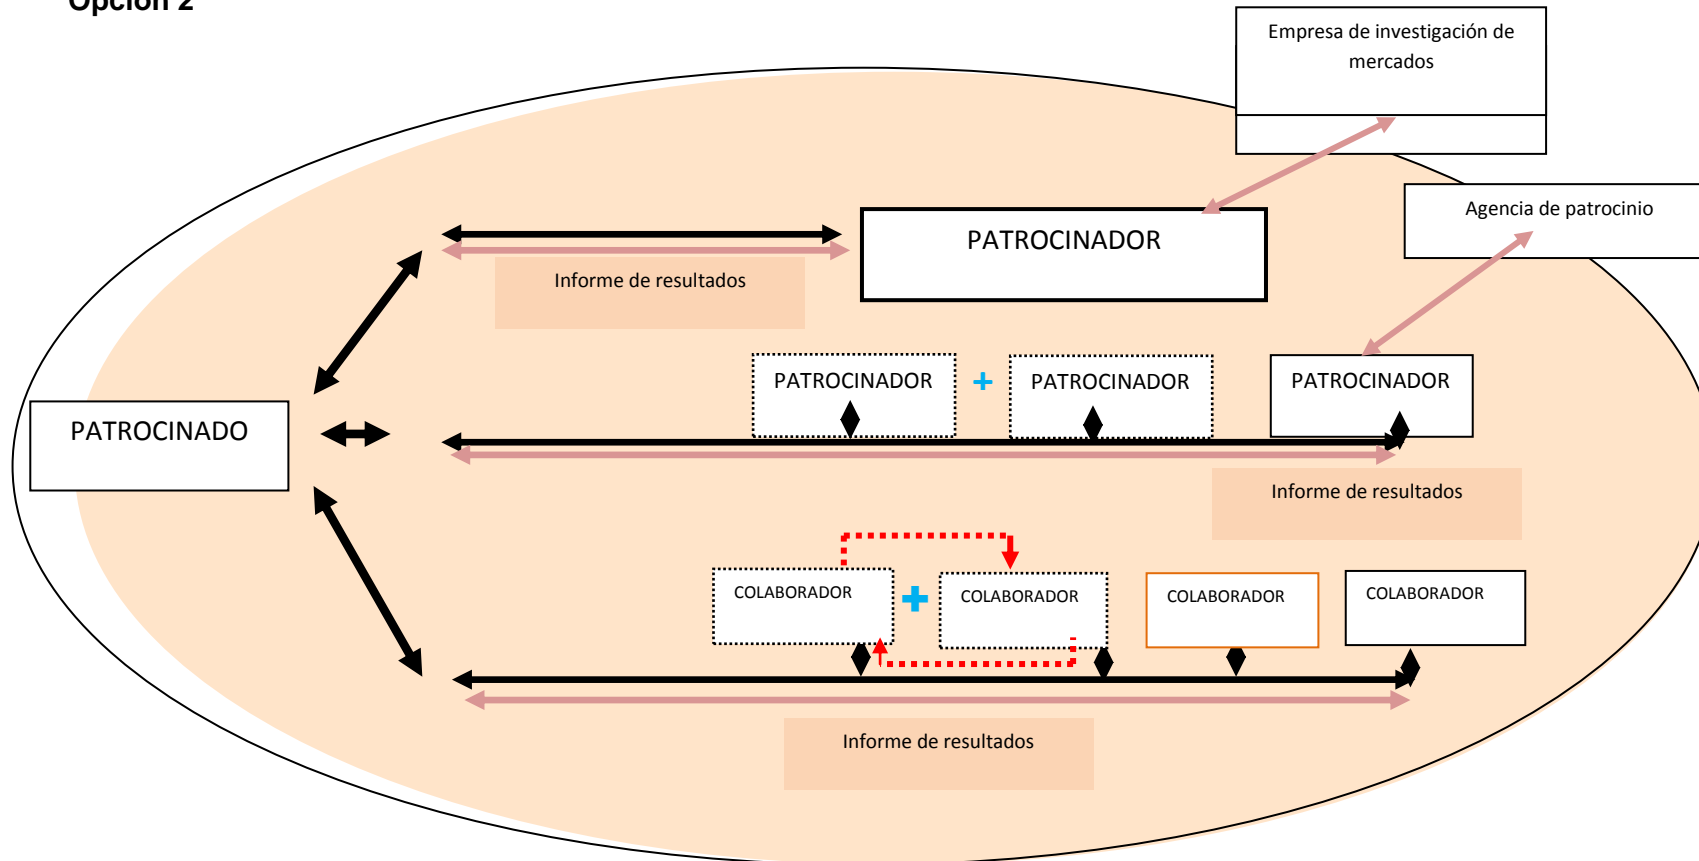 Opción 2
Empresa de investigación de
mercados
Agencia de patrocinio
PATROCINADOR
Informe de resultados
PATROCINADOR
+
PATROCINADOR
PATROCINADOR
PATROCINADO
Informe de resultados
COLABORADOR
+
COLABORADOR
COLABORADOR
COLABORADOR
Informe de resultados